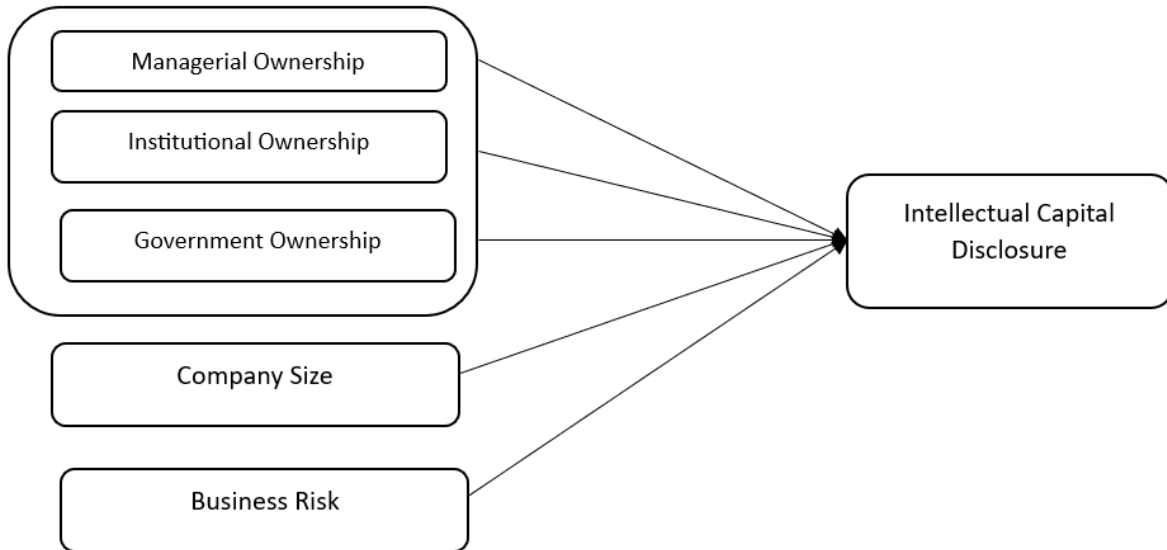 Managerial Ownership
Institutional Ownership
Government Ownership
Intellectual Capital
Disclosure
Company Size
Business Risk